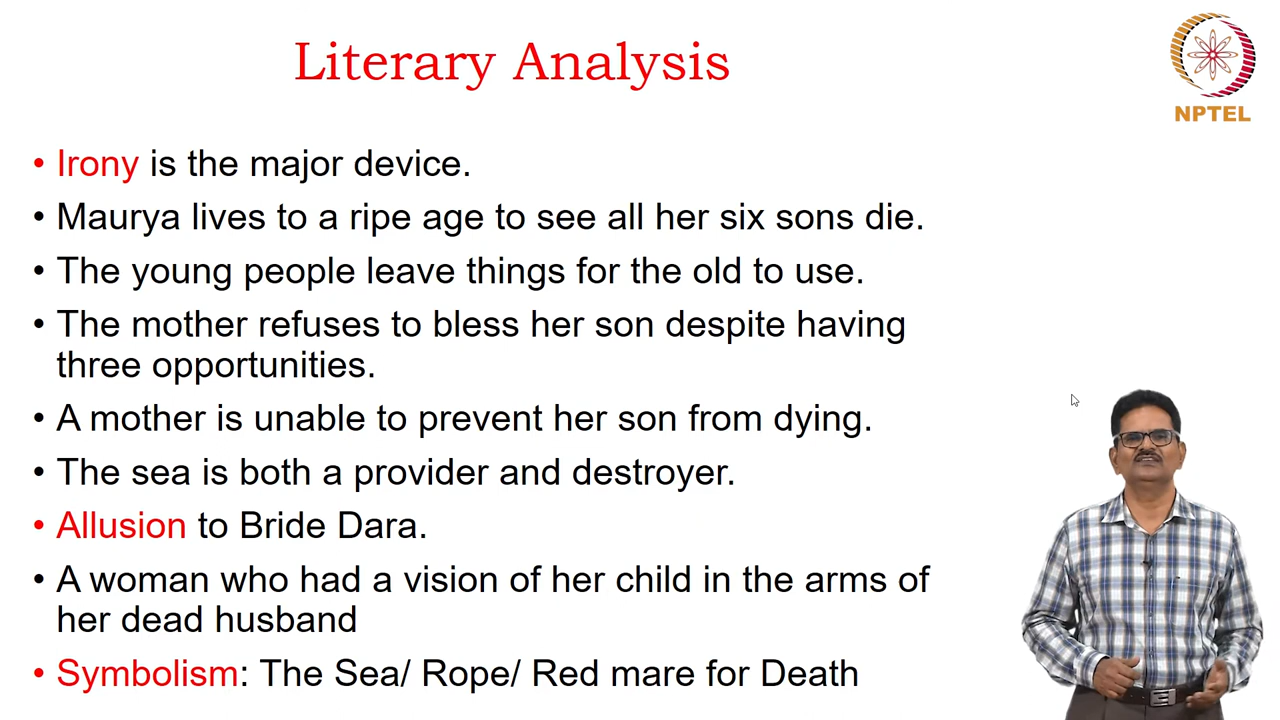 Literary Analysis
NPTEL
• Irony is the major device.
• Maurya lives to a ripe age to see all her six sons die.
• The young people leave things for the old to use.
• The mother refuses to bless her son despite having
three opportunities.
• A mother is unable to prevent her son from dying.
• The sea is both a provider and destroyer.
• Allusion to Bride Dara.
• A woman who had a vision of her child in the arms of
her dead husband
• Symbolism: The Sea/ Rope/ Red mare for Death